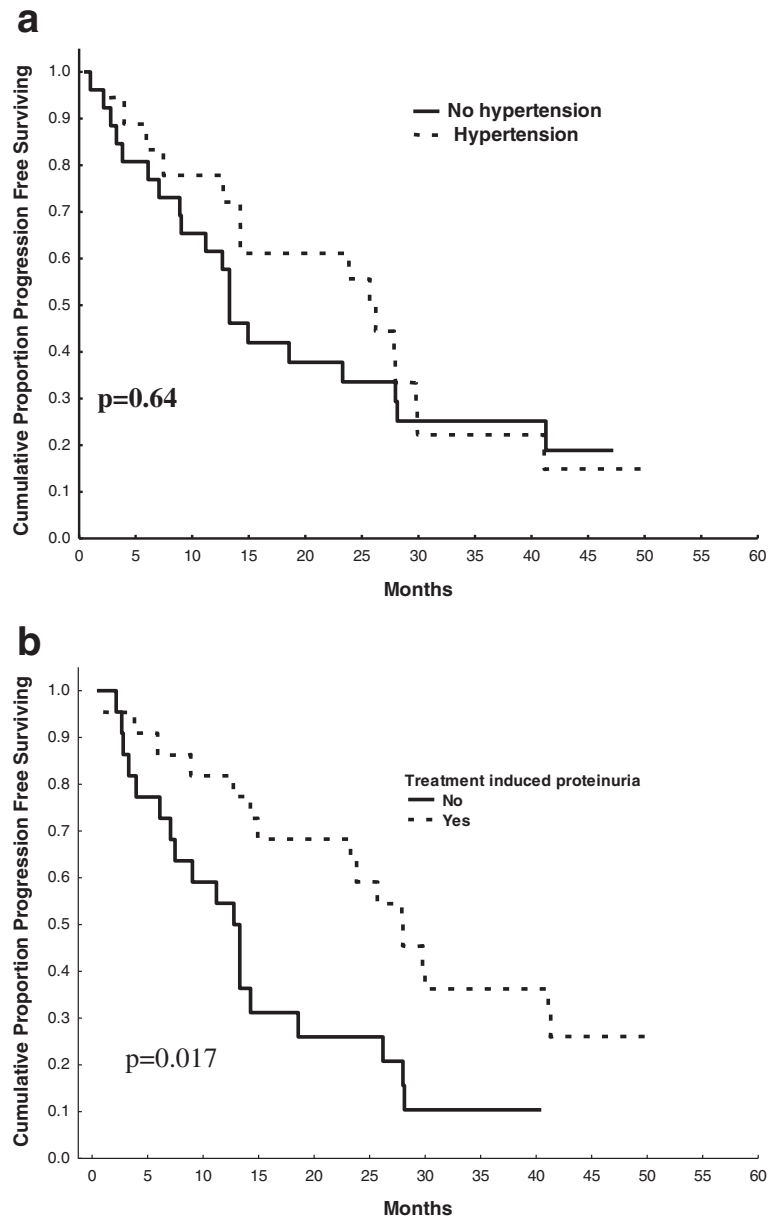 a
Cumulative Proportion Progression Free Surviving
1.0
0.9
0.8
0.7
0.6
0.5
0.4
0.3
0.2
0.1
0.0
No hypertension
Hypertension
p=0.64
0 5 10 15 20 25 30 35 40 45 50 55 60
Months
b
Cumulative Proportion Progression Free Surviving
1.0
0.9
0.8
0.7
0.6
0.5
0.4
0.3
0.2
0.1
0.0
Treatment induced proteinuria
No
Yes
p=0.017
0 5 10 15 20 25 30 35 40 45 50 55 60
Months